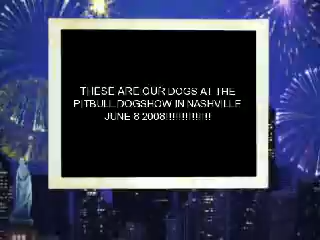 THESE ARE OUR DOGS AT THE
PITBULL DOGSHOW IN NASHVILLE
JUNE 8 2008!!!!!!!!!!!!!!